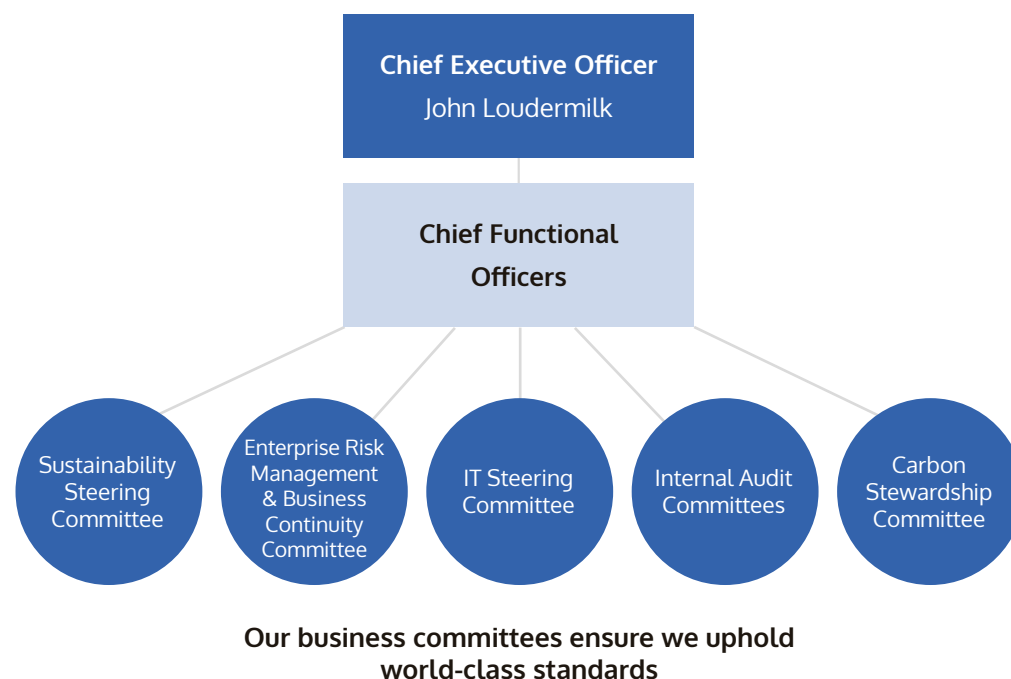 Chief Executive Officer
John Loudermilk
Chief Functional
Officers
Sustainability
Steering
Committee
Enterprise Risk
Management
& Business
Continuity
Committee
IT Steering
Committee
Internal Audit
Committees
Carbon
Stewardship
Committee
Our business committees ensure we uphold
world-class standards